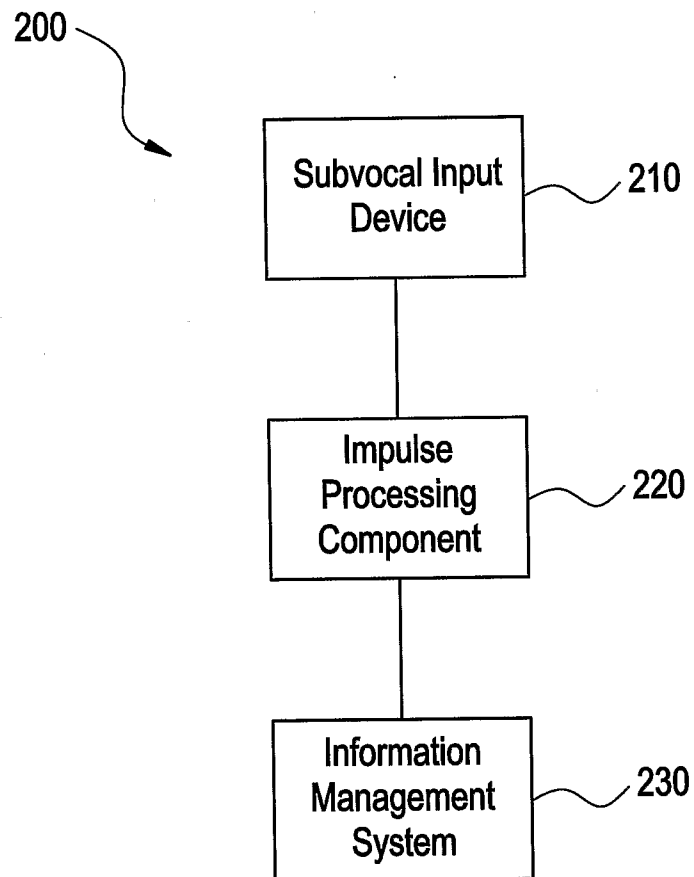 200
Subvocal Input
Device
210
Impulse
Processing
Component
220
Information
Management
System
230